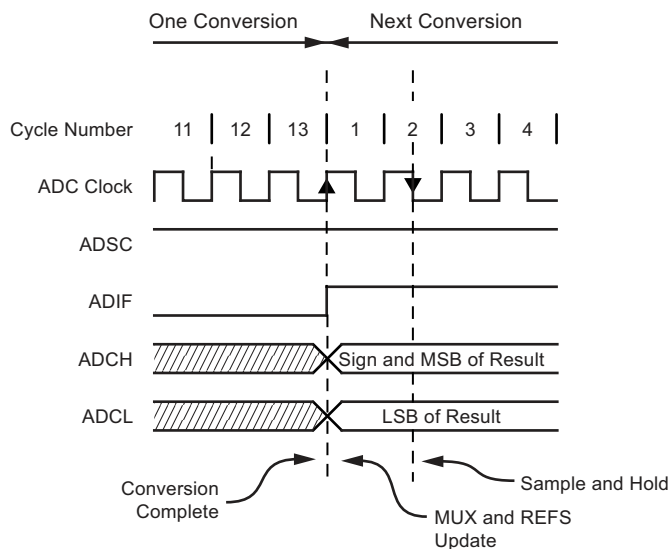 One Conversion Next Conversion
Cycle Number 11 12 13 1 2 3 4
ADC Clock
ADSC
ADIF
ADCH Sign and MSB of Result
ADCL LSB of Result
Conversion
Complete
MUX and REFS
Update
Sample and Hold